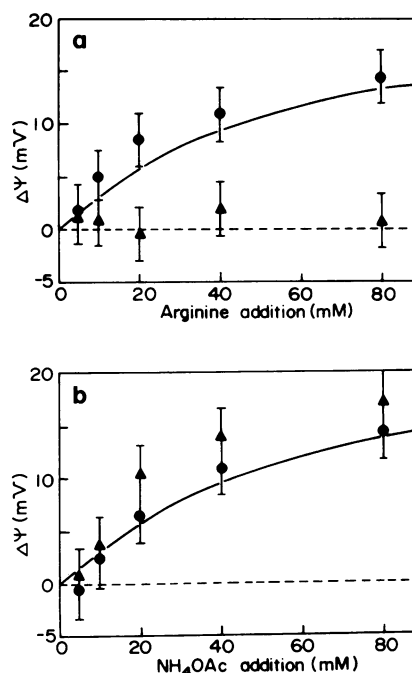 a
20
10
0
-5
ΔΨ (mV)
0 20 40 60 80
Arginine addition (mM)
b
20
10
0
-5
ΔΨ (mV)
0 20 40 60 80
NH4OAc addition (mM)